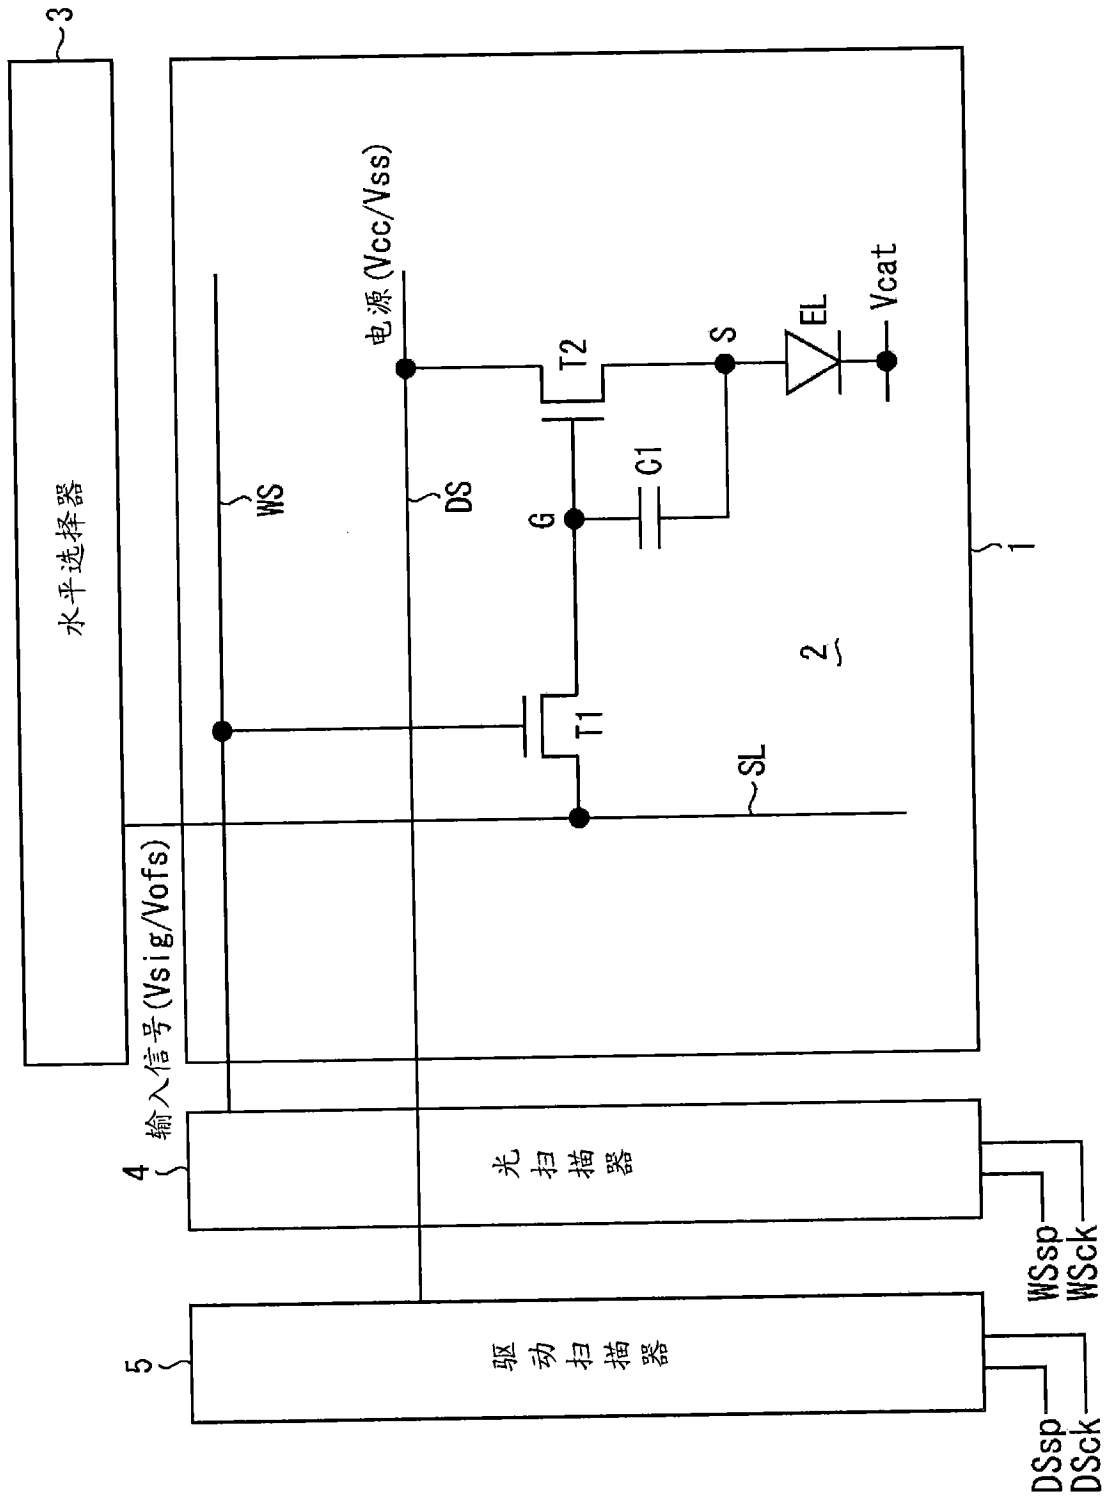 3
水平选择器
输入信号(Vsig/Vofs)
WS
电源(Vcc/Vss)
DS
4
光扫描器
5
驱动扫描器
T1
G
T2
C1
S
EL
Vcat
SL
2
1
WSsp
WSck
DSsp
DSck